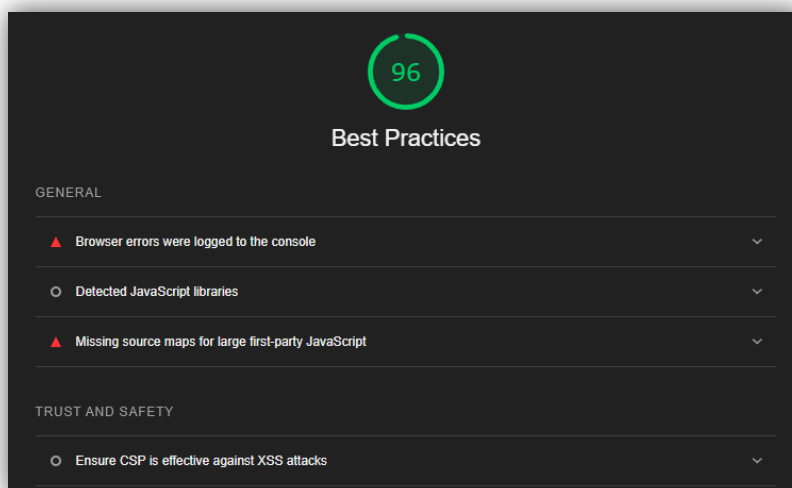 96
Best Practices
GENERAL
Browser errors were logged to the console
Detected JavaScript libraries
Missing source maps for large first-party JavaScript
TRUST AND SAFETY
Ensure CSP is effective against XSS attacks